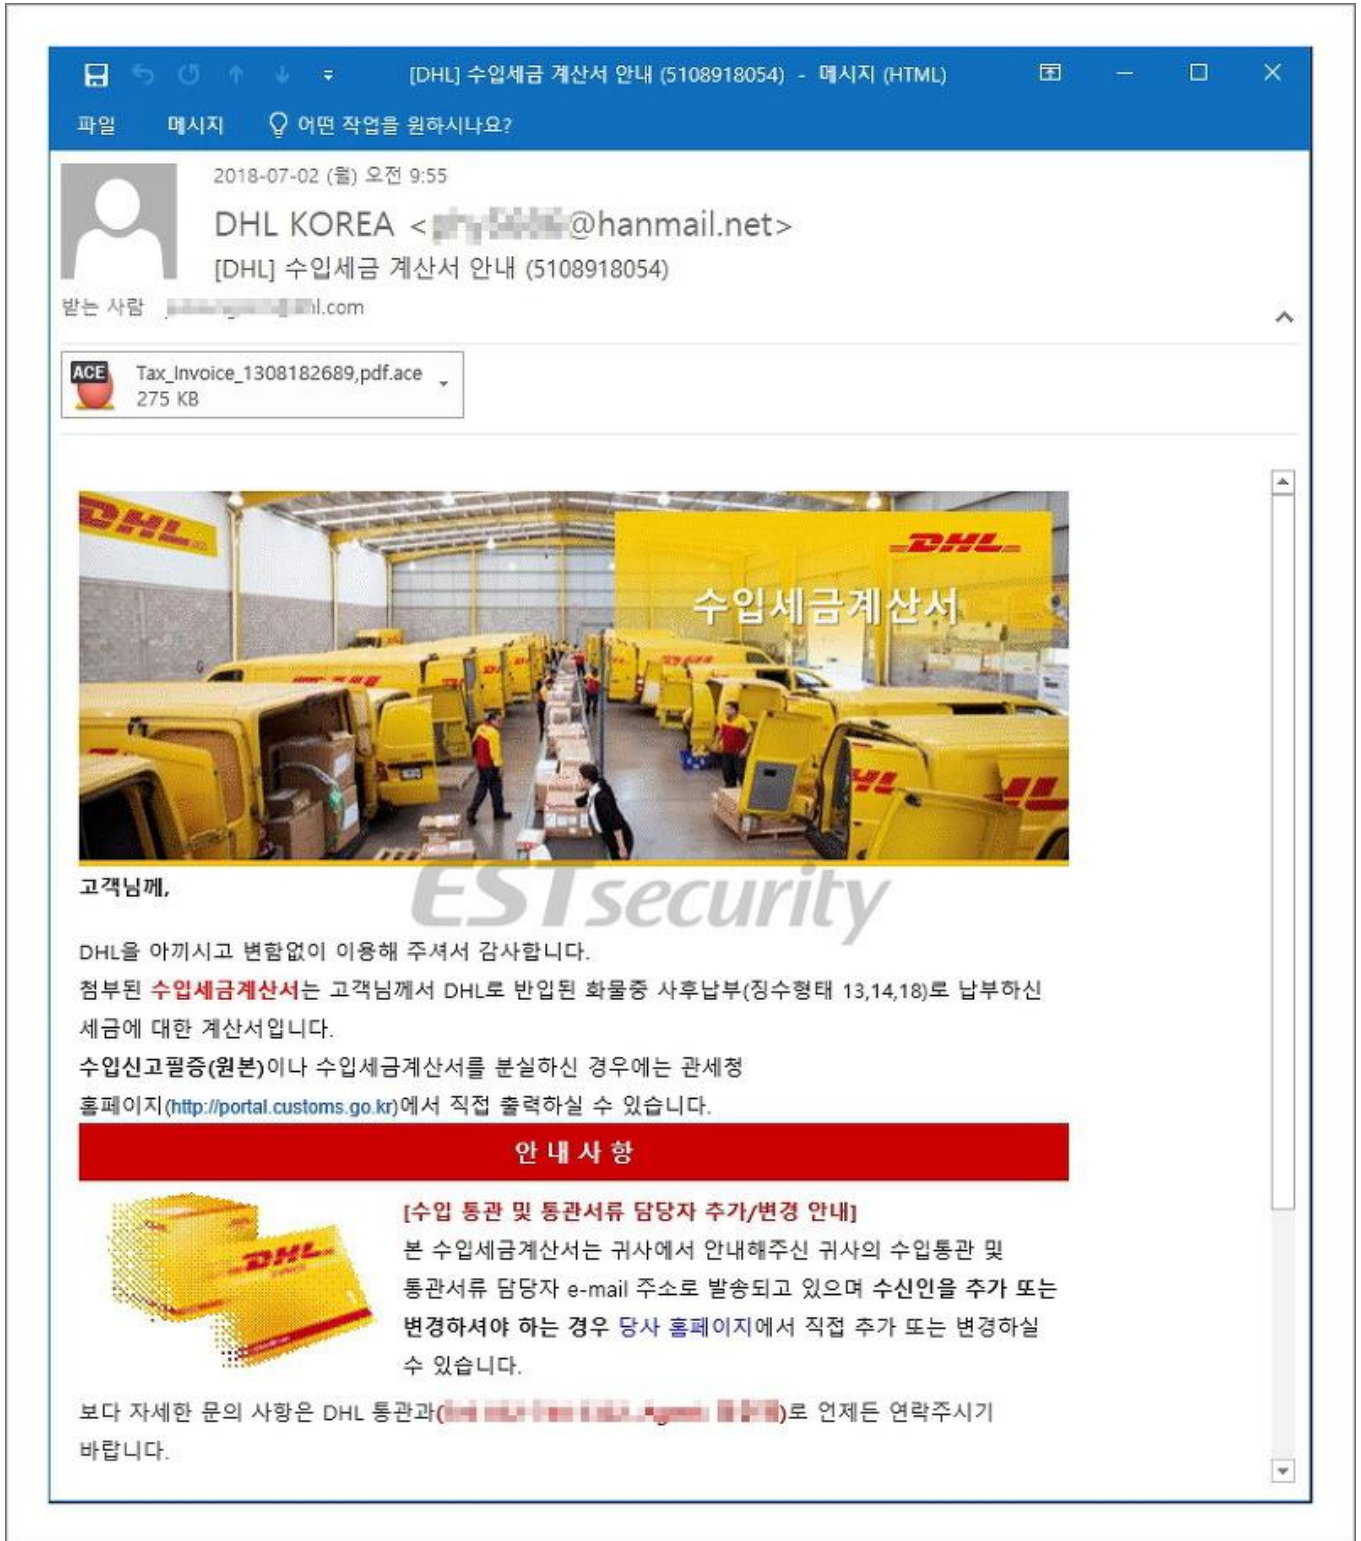 [DHL] 수입세금 계산서 안내 (5108918054) - 메시지 (HTML)
파일 메시지 어떤 작업을 원하시나요?
2018-07-02 (월) 오전 9:55
DHL KOREA < @hanmail.net>
[DHL] 수입세금 계산서 안내 (5108918054)
받는 사람 hl.com
ACE
Tax_Invoice_1308182689,pdf.ace
275 KB
DHL
DHL
수입세금계산서
DHL
고객님께,
ESTsecurity
DHL을 아끼시고 변함없이 이용해 주셔서 감사합니다.
첨부된 수입세금계산서는 고객님께서 DHL로 반입된 화물중 사후납부(징수형태 13,14,18)로 납부하신
세금에 대한 계산서입니다.
수입신고필증(원본)이나 수입세금계산서를 분실하신 경우에는 관세청
홈페이지(http://portal.customs.go.kr)에서 직접 출력하실 수 있습니다.
안 내 사 항
[수입 통관 및 통관서류 담당자 추가/변경 안내]
본 수입세금계산서는 귀사에서 안내해주신 귀사의 수입통관 및
통관서류 담당자 e-mail 주소로 발송되고 있으며 수신인을 추가 또는
변경하셔야 하는 경우 당사 홈페이지에서 직접 추가 또는 변경하실
수 있습니다.
DHL
보다 자세한 문의 사항은 DHL 통관과( )로 언제든 연락주시기
바랍니다.